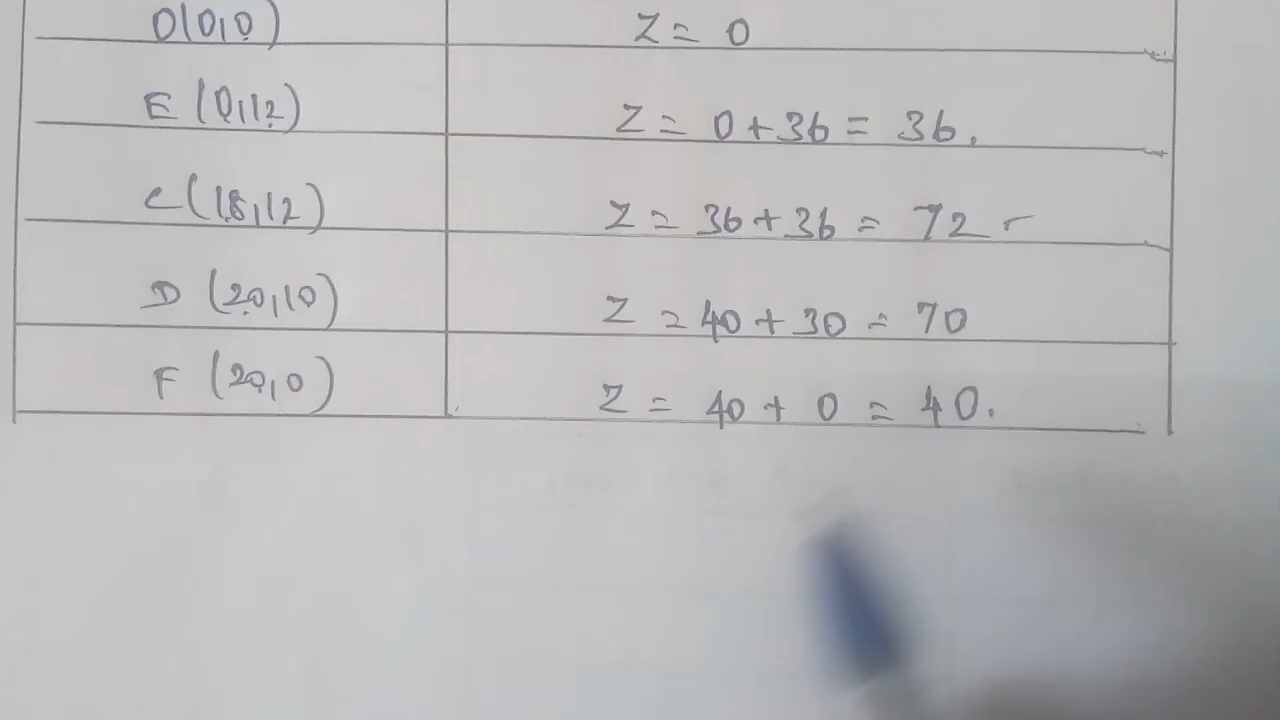 O(0,0) Z = 0
E (0,12) Z = 0+36 = 36.
C(18,12) Z = 36+36 = 72
D (20,10) Z = 40+30 = 70
F (20,0) Z = 40 + 0 = 40.